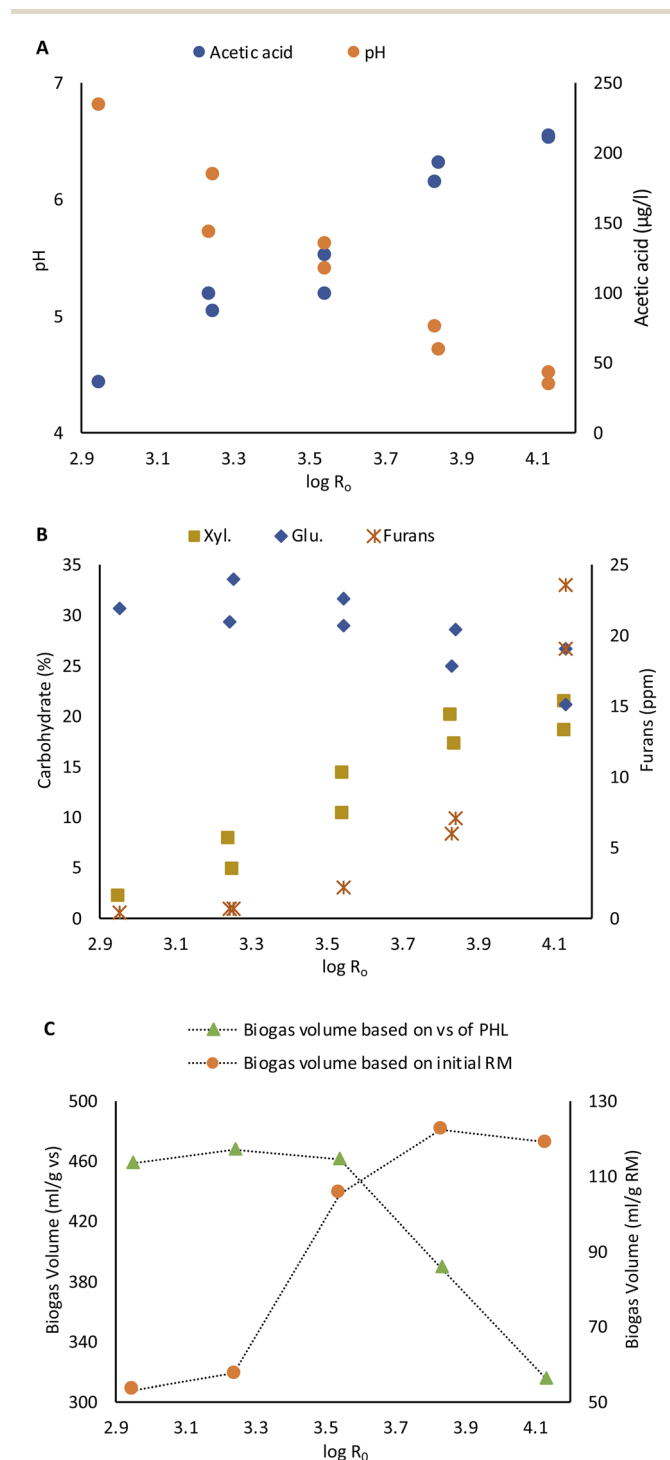 A
Acetic acid
pH
7
6
5
4
pH
250
200
150
100
50
0
Acetic acid (µg/l)
2.9 3.1 3.3 3.5 3.7 3.9 4.1
log Ro
B
Xyl.
Glu.
Furans
35
30
25
20
15
10
5
0
Carbohydrate (%)
25
20
15
10
5
0
Furans (ppm)
2.9 3.1 3.3 3.5 3.7 3.9 4.1
log Ro
C
Biogas volume based on vs of PHL
Biogas volume based on initial RM
500
460
420
380
340
300
Biogas Volume (ml/g vs)
130
110
90
70
50
Biogas Volume (ml/g RM)
2.9 3.1 3.3 3.5 3.7 3.9 4.1
log R0